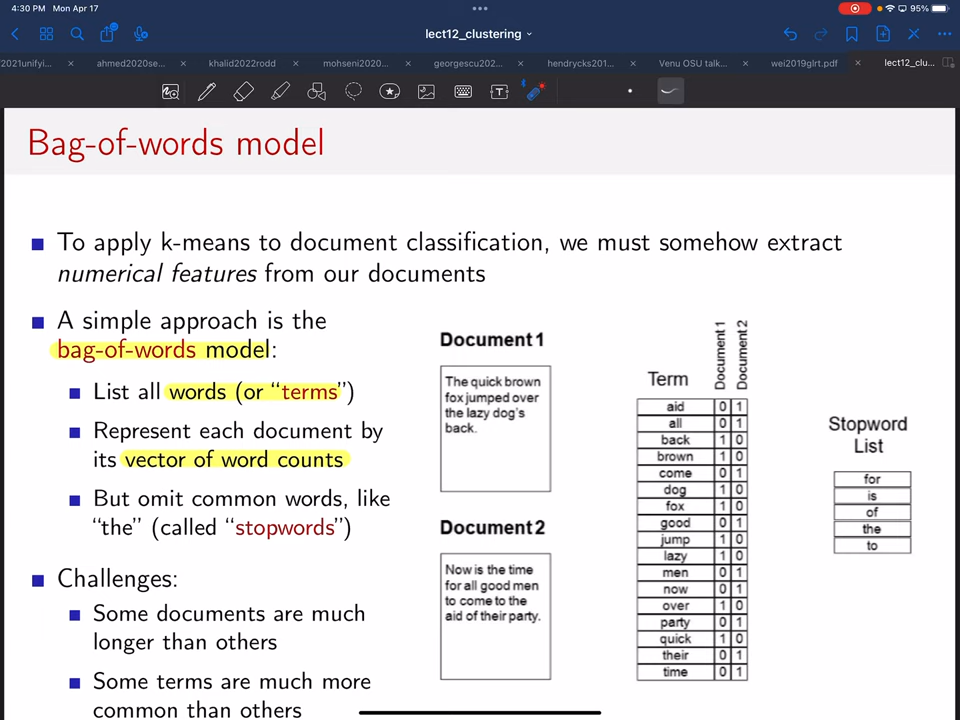 4:30 PM Mon Apr 17
95%
lect12_clustering
2021unifyi...
ahmed2020se...
khalid2022rodd
mohseni2020...
georgescu202...
hendrycks201...
Venu OSU talk...
wei2019glrt.pdf
lect12_clu...
Bag-of-words model
To apply k-means to document classification, we must somehow extract
numerical features from our documents
A simple approach is the
bag-of-words model:
List all words (or “terms”)
Represent each document by
its vector of word counts
But omit common words, like
“the” (called “stopwords”)
Challenges:
Some documents are much
longer than others
Some terms are much more
common than others
Document 1
The quick brown
fox jumped over
the lazy dog's
back.
Document 2
Now is the time
for all good men
to come to the
aid of their party.
Term Document 1 Document 2
aid 0 1
all 0 1
back 1 0
brown 1 0
come 0 1
dog 1 0
fox 1 0
good 0 1
jump 1 0
lazy 1 0
men 0 1
now 0 1
over 1 0
party 0 1
quick 1 0
their 0 1
time 0 1
Stopword
List
for
is
of
the
to